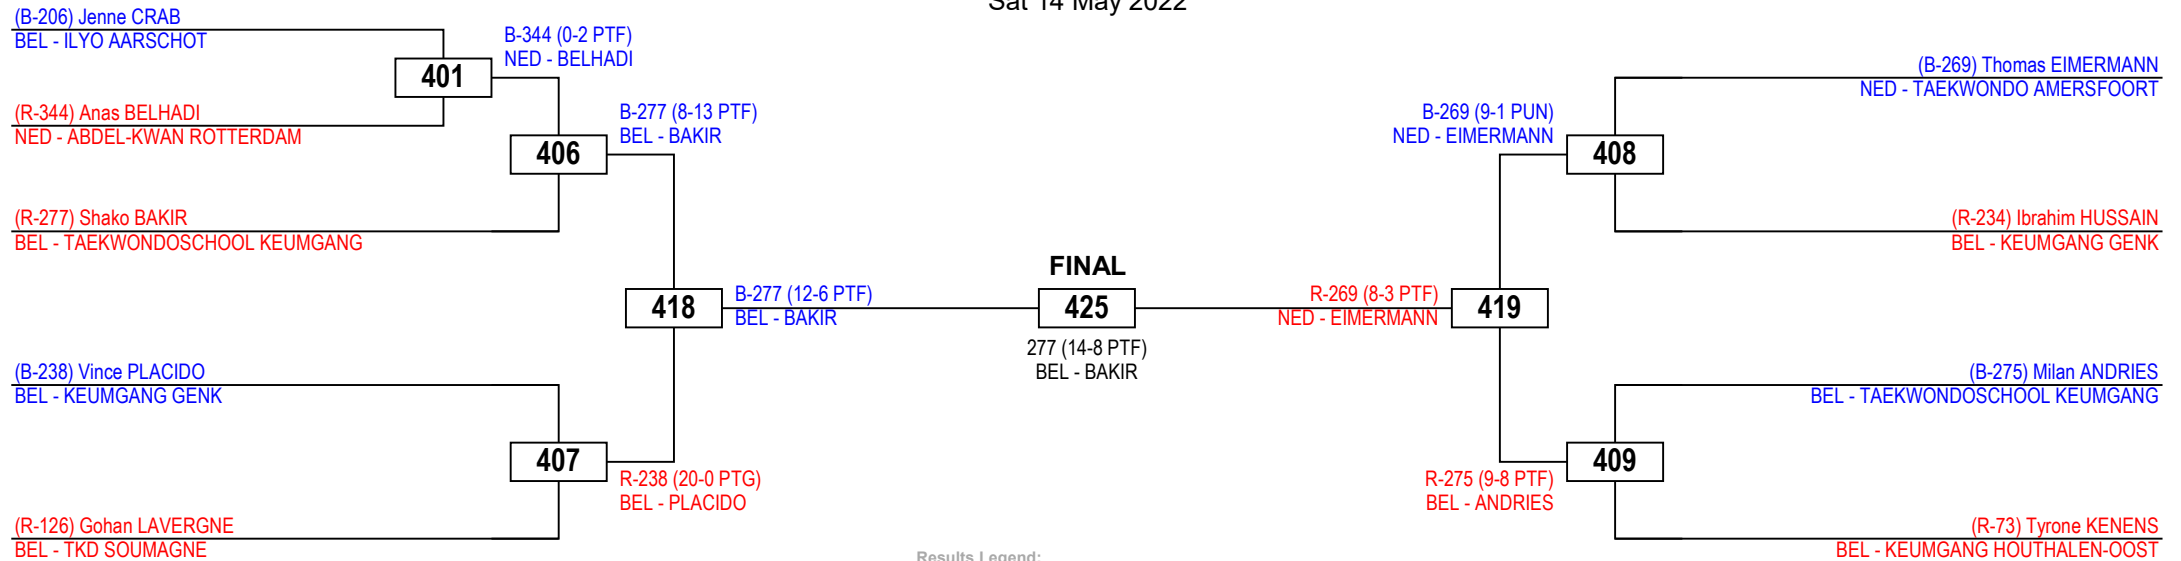 Sat 14 May 2022
(B-206) Jenne CRAB
BEL - ILYO AARSCHOT
401
(R-344) Anas BELHADI
NED - ABDEL-KWAN ROTTERDAM
B-344 (0-2 PTF)
NED - BELHADI
406
(R-277) Shako BAKIR
BEL - TAEKWONDOSCHOOL KEUMGANG
B-277 (8-13 PTF)
BEL - BAKIR
418
(B-238) Vince PLACIDO
BEL - KEUMGANG GENK
407
(R-126) Gohan LAVERGNE
BEL - TKD SOUMAGNE
R-238 (20-0 PTG)
BEL - PLACIDO
B-277 (12-6 PTF)
BEL - BAKIR
FINAL
425
277 (14-8 PTF)
BEL - BAKIR
R-269 (8-3 PTF)
NED - EIMERMANN
419
B-269 (9-1 PUN)
NED - EIMERMANN
408
(B-269) Thomas EIMERMANN
NED - TAEKWONDO AMERSFOORT
(R-234) Ibrahim HUSSAIN
BEL - KEUMGANG GENK
R-275 (9-8 PTF)
BEL - ANDRIES
409
(B-275) Milan ANDRIES
BEL - TAEKWONDOSCHOOL KEUMGANG
(R-73) Tyrone KENENS
BEL - KEUMGANG HOUTHALEN-OOST
Results Legend: